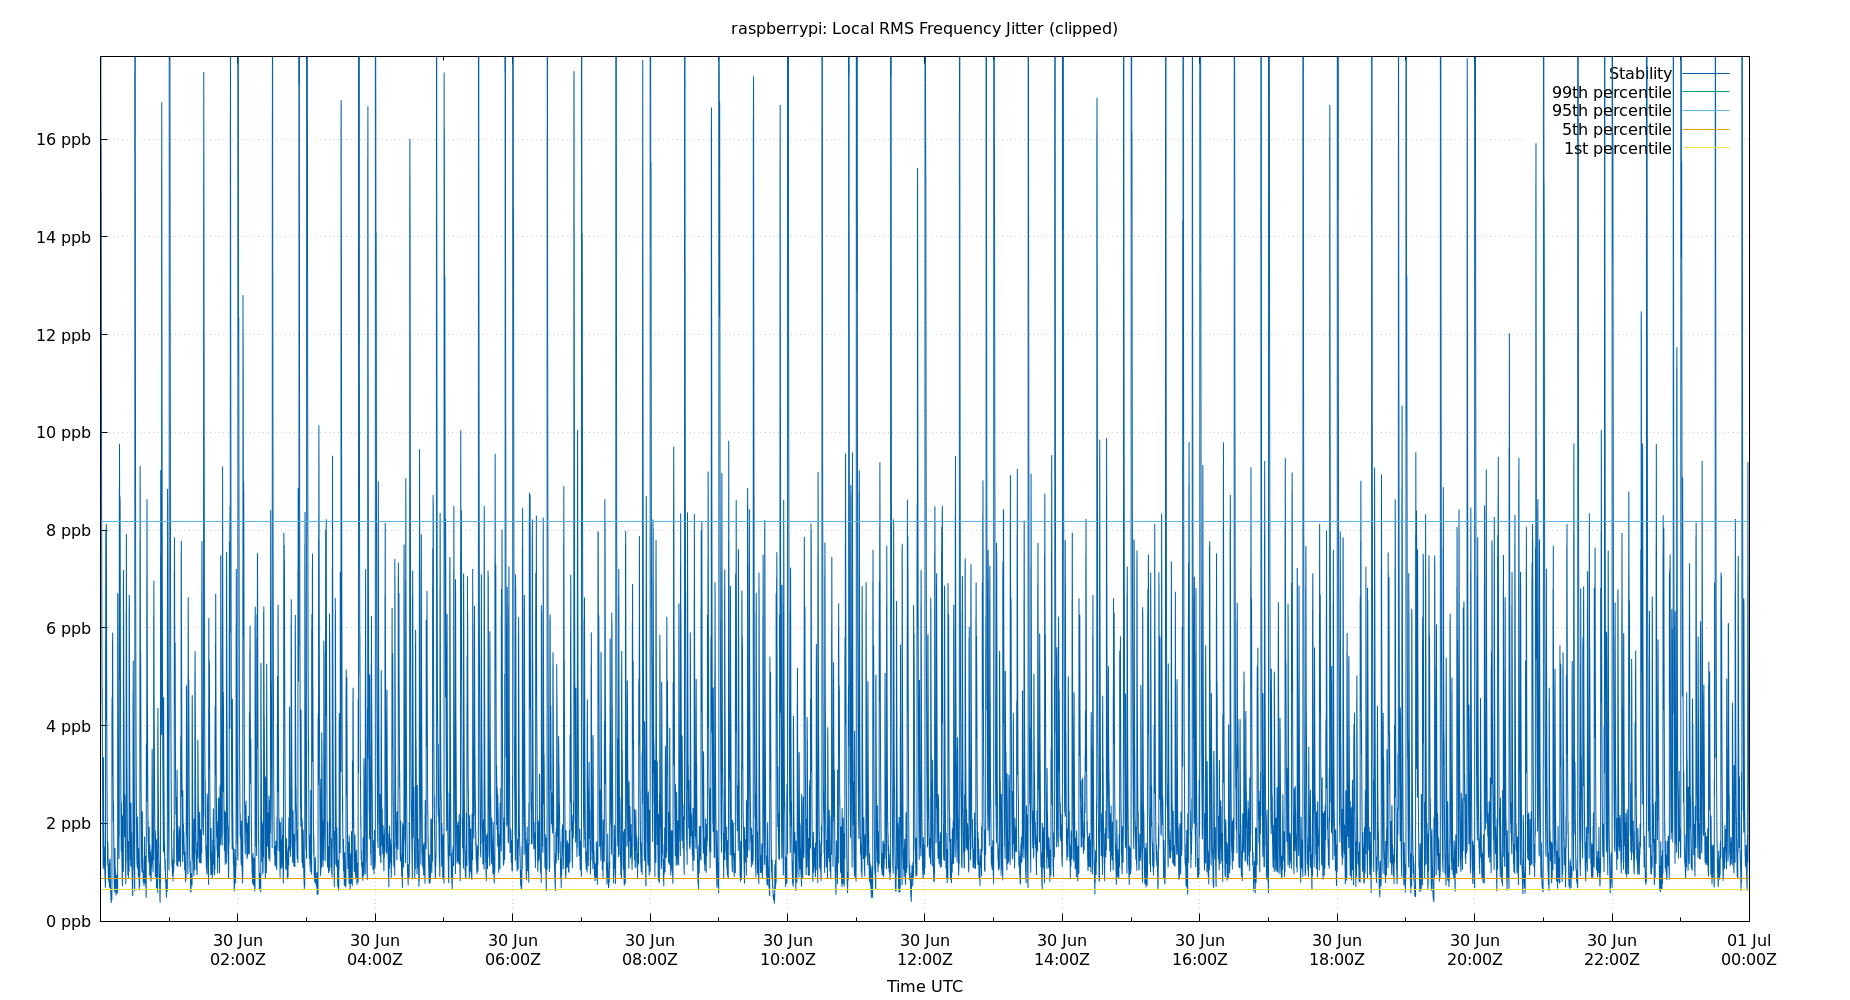 raspberrypi: Local RMS Frequency Jitter (clipped)
Stability
99th percentile
95th percentile
5th percentile
1st percentile
16 ppb
14 ppb
12 ppb
10 ppb
8 ppb
6 ppb
4 ppb
2 ppb
0 ppb
30 Jun 30 Jun 30 Jun 30 Jun 30 Jun 30 Jun 30 Jun 30 Jun 30 Jun 30 Jun 30 Jun 01 Jul
02:00Z 04:00Z 06:00Z 08:00Z 10:00Z 12:00Z 14:00Z 16:00Z 18:00Z 20:00Z 22:00Z 00:00Z
Time UTC